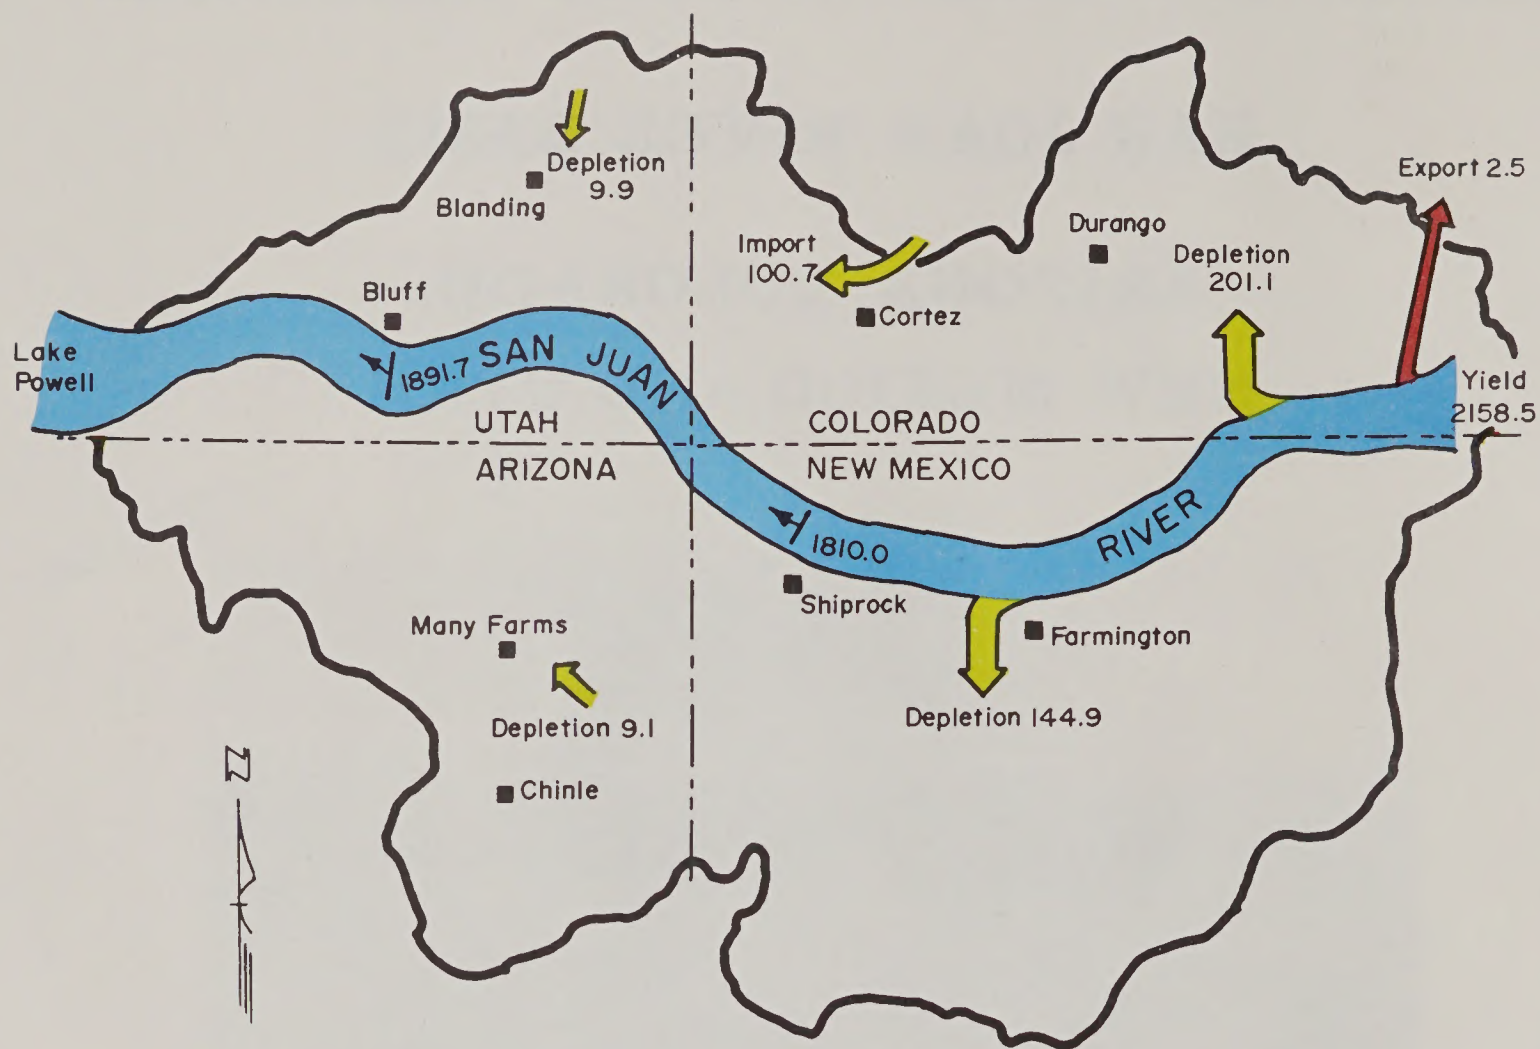 Export 2.5
Depletion
9.9
Blanding
Durango
Import
100.7
Depletion
201.1
Bluff
Cortez
Lake
Powell
1891.7
SAN JUAN
RIVER
Yield
2158.5
UTAH
COLORADO
ARIZONA
NEW MEXICO
1810.0
Shiprock
Many Farms
Farmington
Depletion 9.1
Depletion 144.9
Chinle
N